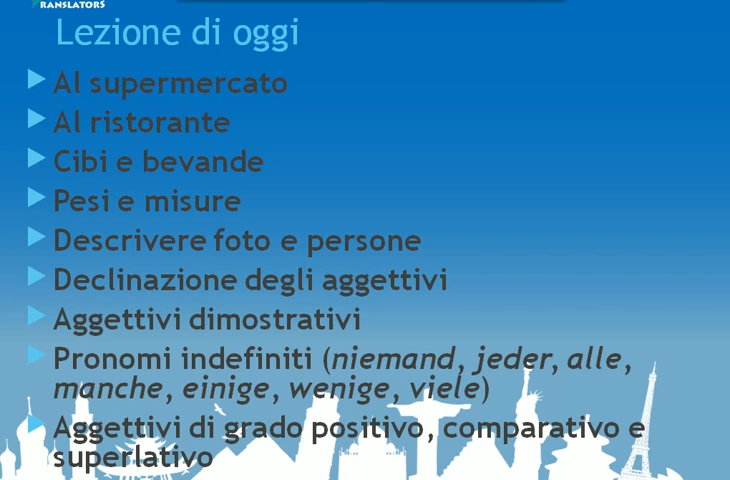 RANSLATORS
Lezione di oggi
Al supermercato
Al ristorante
Cibi e bevande
Pesi e misure
Descrivere foto e persone
Declinazione degli aggettivi
Aggettivi dimostrativi
Pronomi indefiniti (niemand, jeder, alle,
manche, einige, wenige, viele)
Aggettivi di grado positivo, comparativo e
superlativo